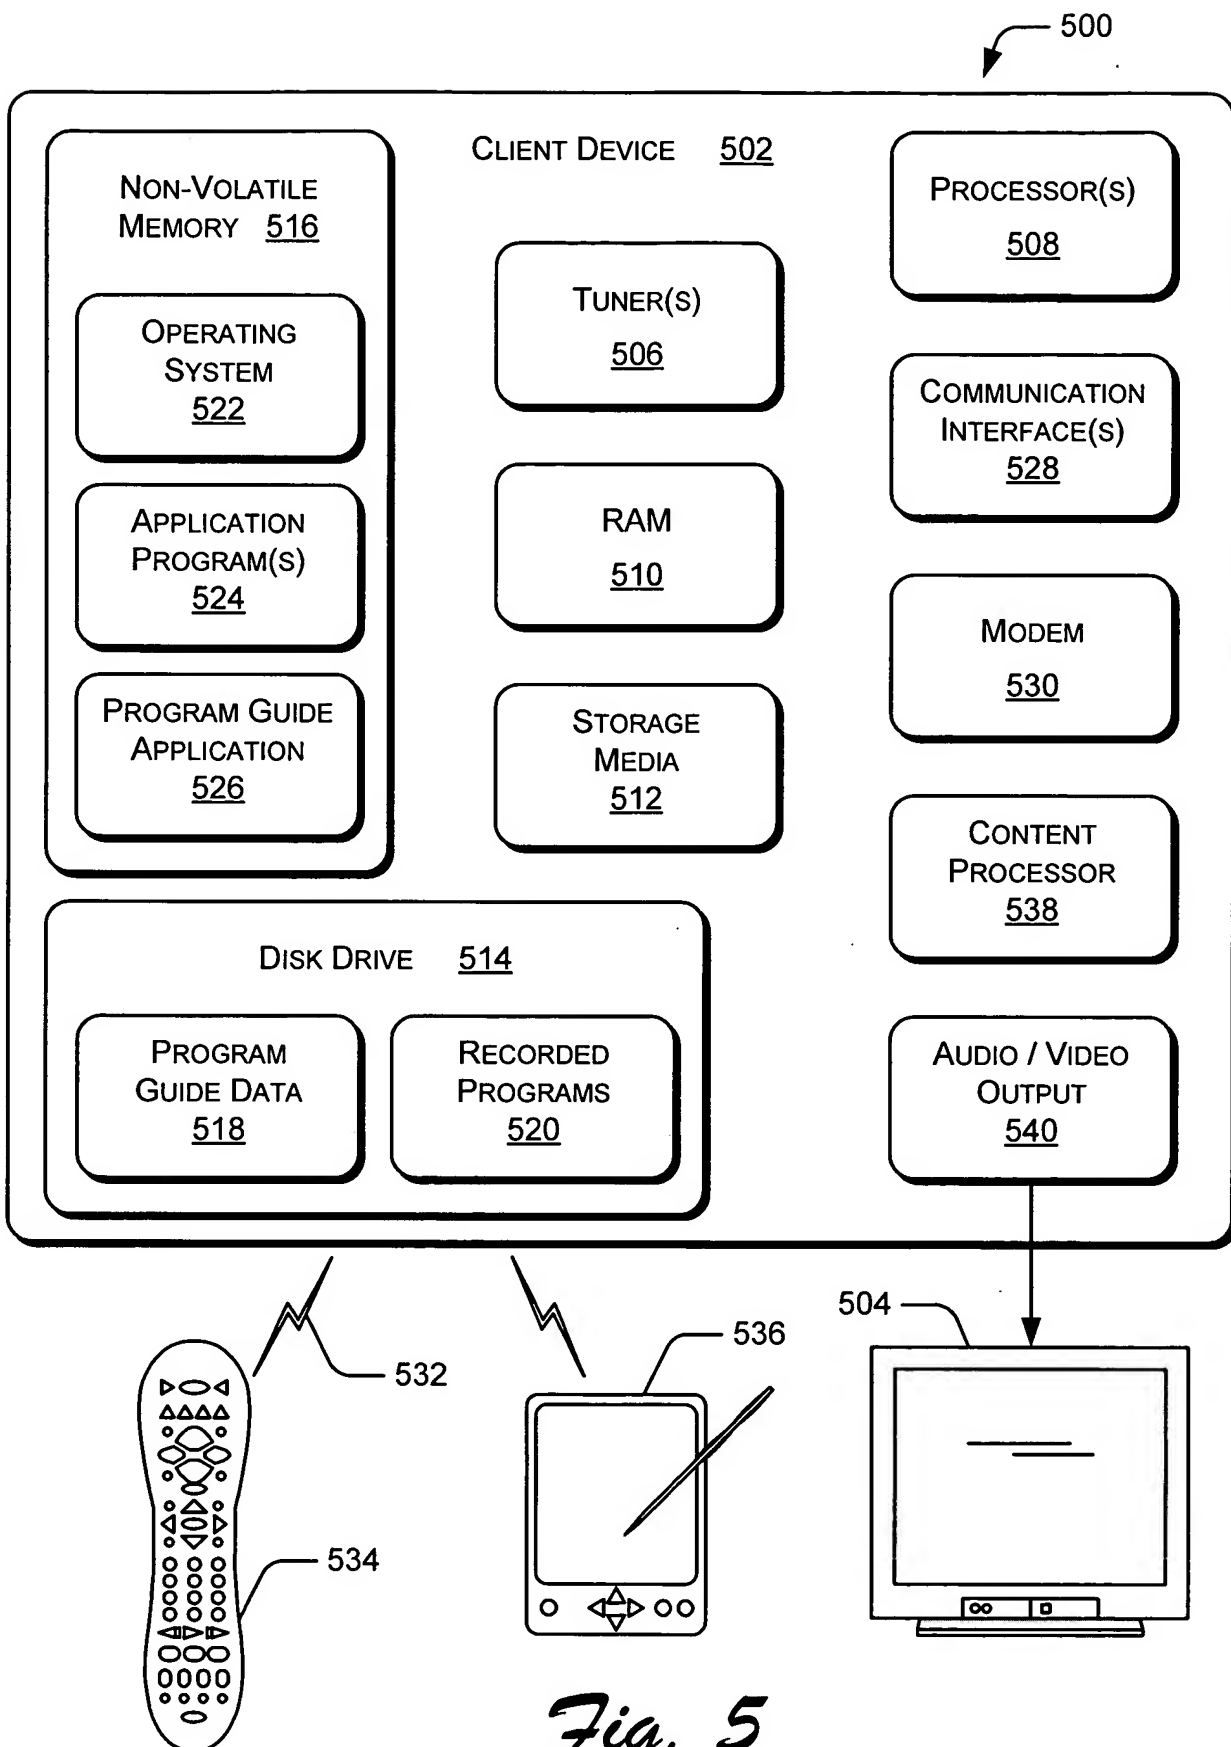 500
CLIENT DEVICE 502
NON-VOLATILE
MEMORY 516
OPERATING
SYSTEM
522
APPLICATION
PROGRAM(S)
524
PROGRAM GUIDE
APPLICATION
526
TUNER(S)
506
RAM
510
STORAGE
MEDIA
512
PROCESSOR(S)
508
COMMUNICATION
INTERFACE(S)
528
MODEM
530
CONTENT
PROCESSOR
538
AUDIO / VIDEO
OUTPUT
540
DISK DRIVE 514
PROGRAM
GUIDE DATA
518
RECORDED
PROGRAMS
520
532
534
536
504
Fig. 5